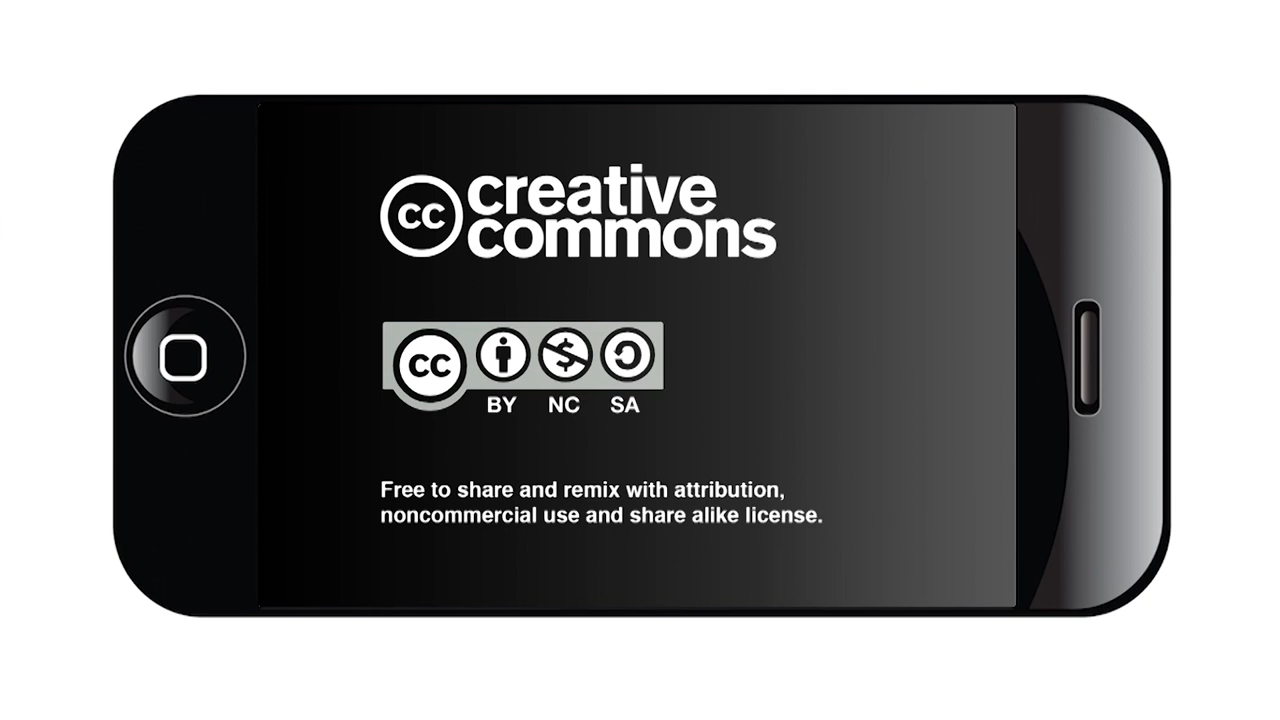 cc creative
commons
cc
BY NC SA
Free to share and remix with attribution,
noncommercial use and share alike license.